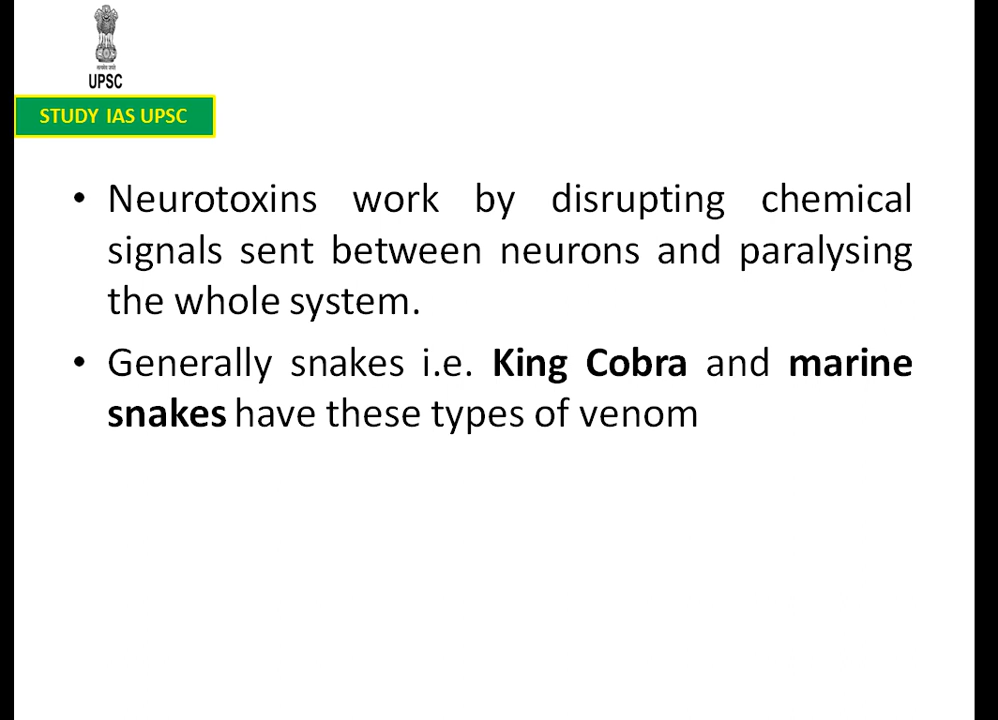 UPSC
STUDY IAS UPSC
• Neurotoxins work by disrupting chemical
signals sent between neurons and paralysing
the whole system.
• Generally snakes i.e. King Cobra and marine
snakes have these types of venom